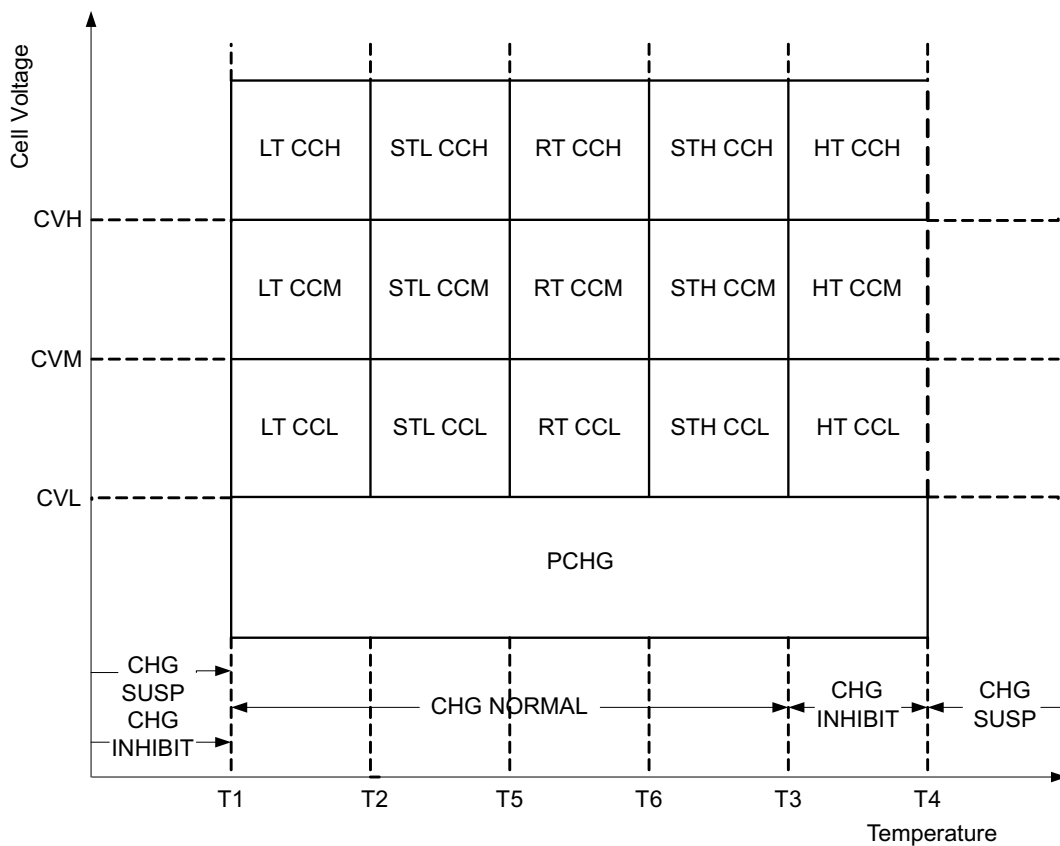 Cell Voltage
LT CCH
STL CCH
RT CCH
STH CCH
HT CCH
CVH
LT CCM
STL CCM
RT CCM
STH CCM
HT CCM
CVM
LT CCL
STL CCL
RT CCL
STH CCL
HT CCL
CVL
PCHG
CHG
SUSP
CHG
INHIBIT
CHG NORMAL
CHG
INHIBIT
CHG
SUSP
T1
T2
T5
T6
T3
T4
Temperature